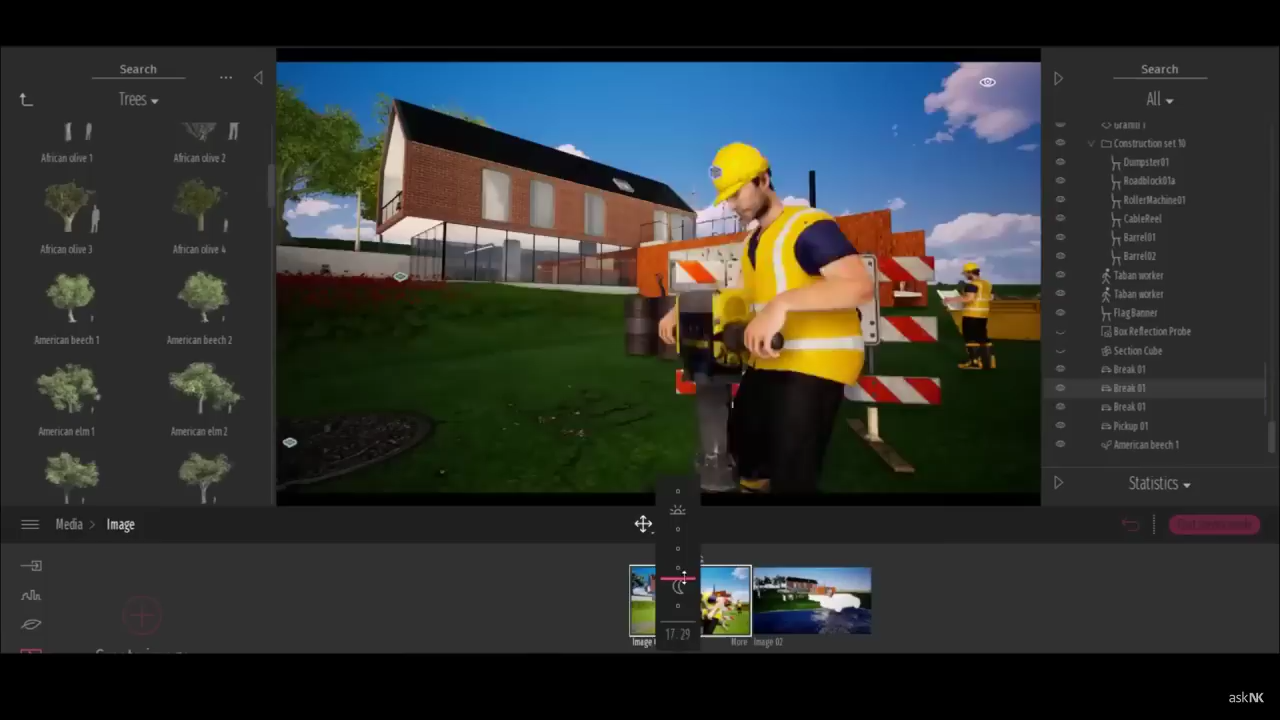 Search
...
Trees
African olive 1
African olive 2
African olive 3
African olive 4
American beech 1
American beech 2
American elm 1
American elm 2
Search
All
Construction set 10
Dumpster01
Roadblock01a
RollerMachine01
CableReel
Barrel01
Barrel02
Taban worker
Taban worker
FlagBanner
Box Reflection Probe
Section Cube
Break 01
Break 01
Break 01
Pickup 01
American beech 1
Statistics
Media > Image
17:29
Image
More
Image 02
askNK